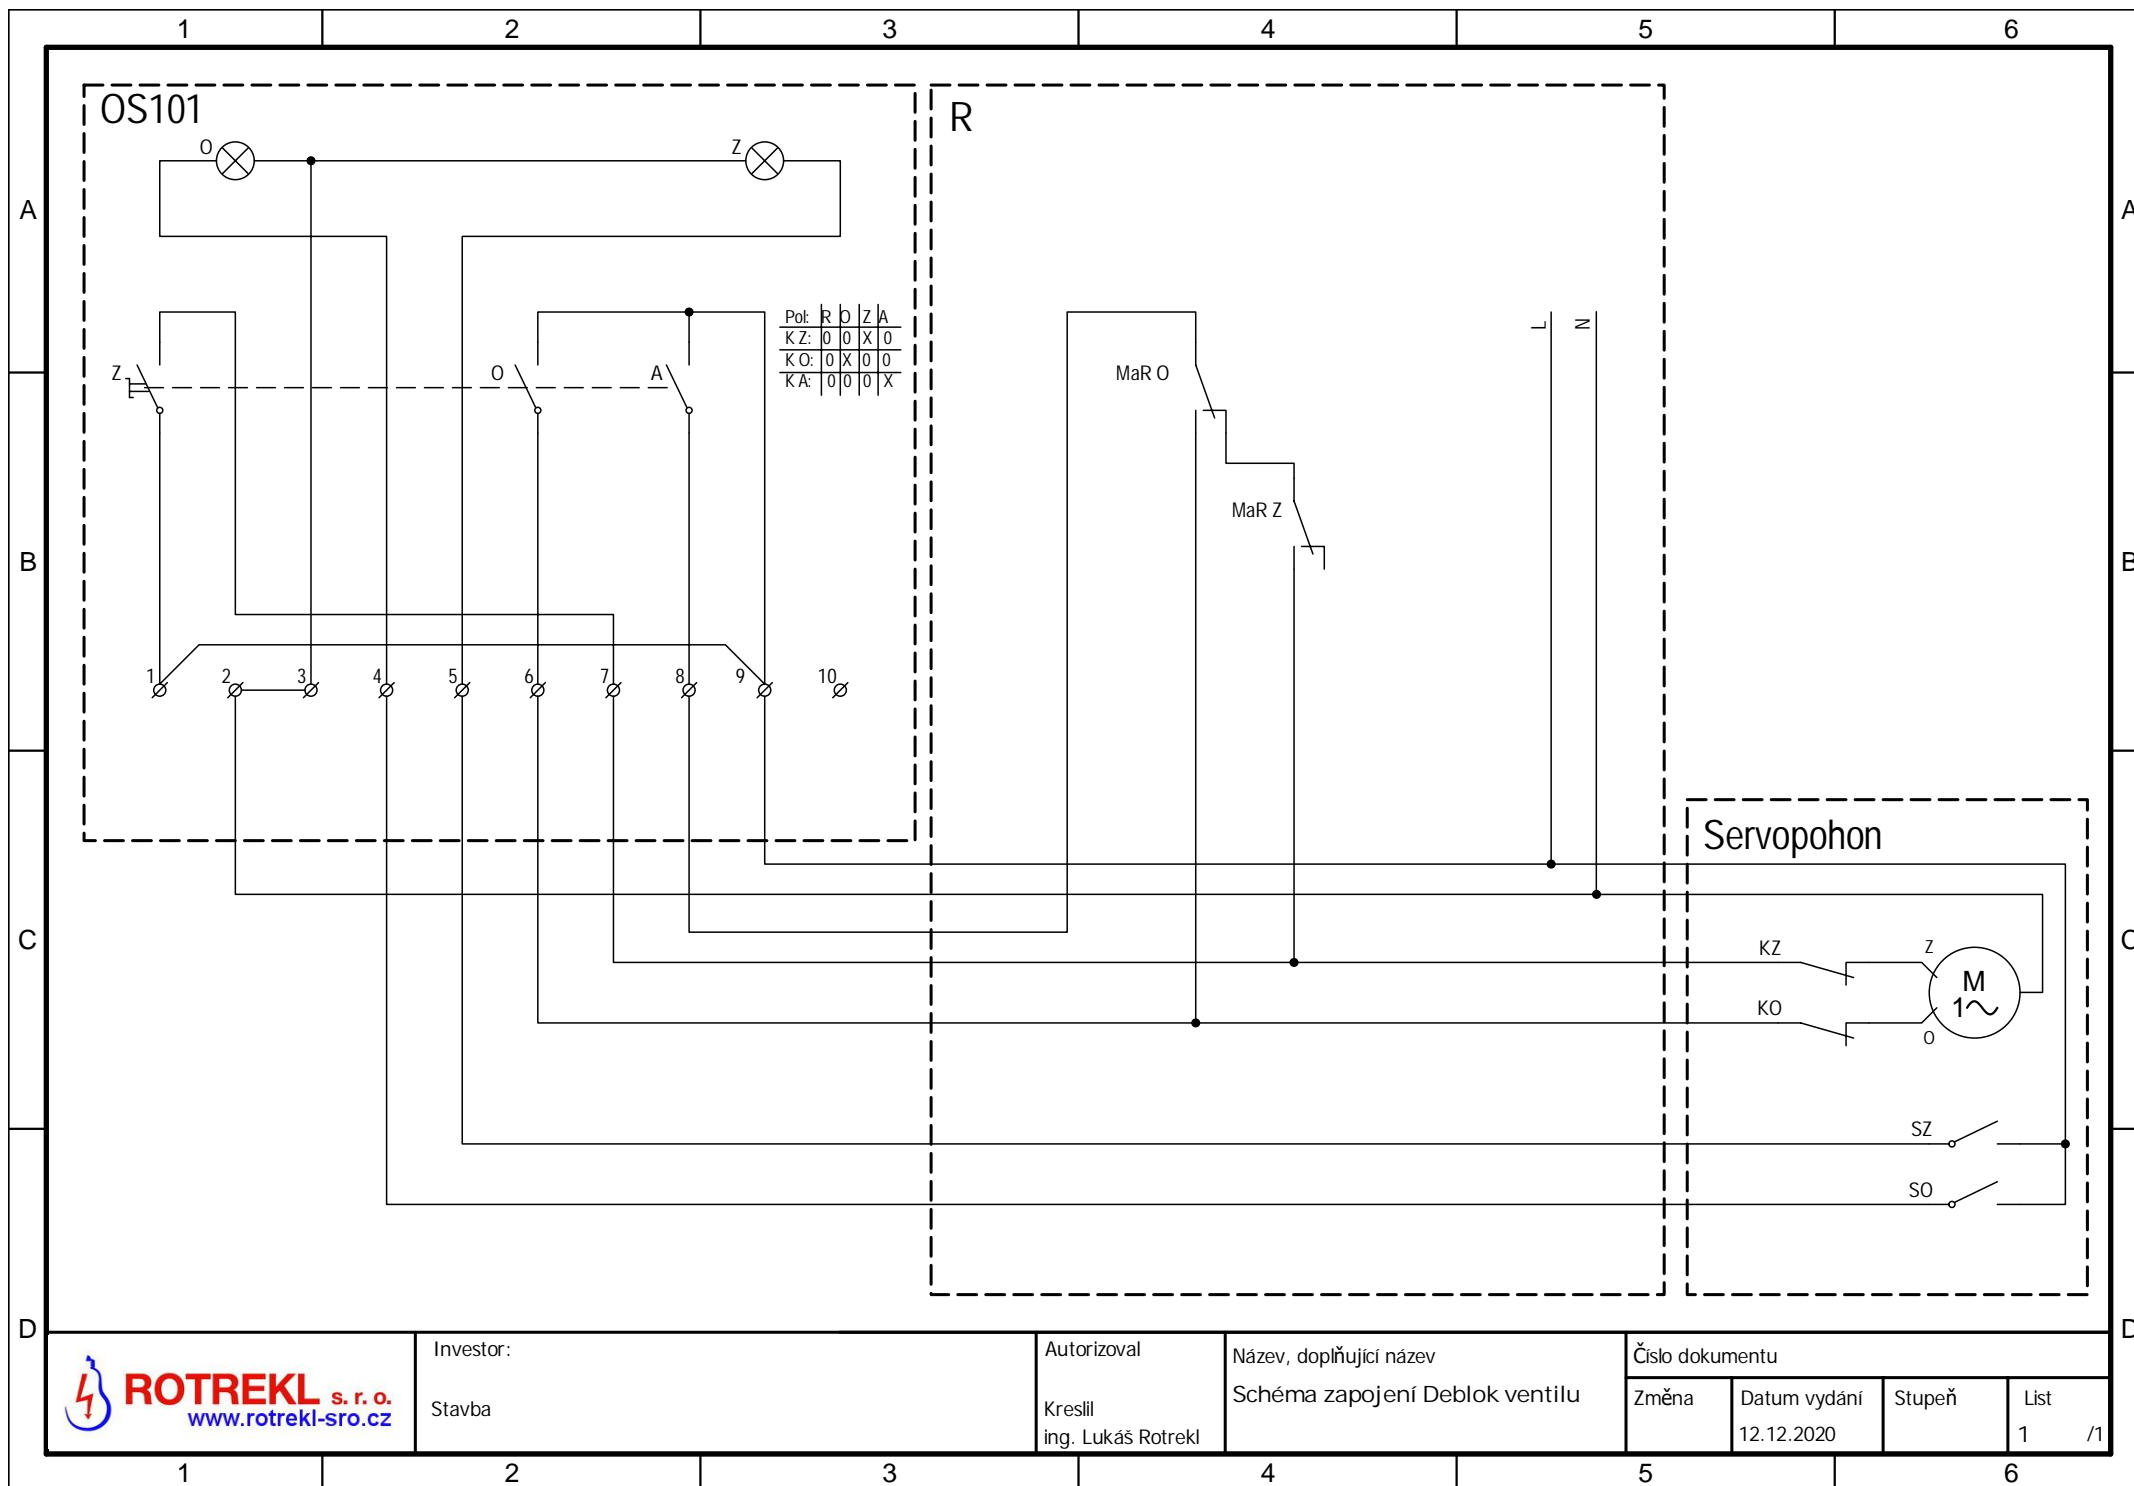 1 2 3 4 5 6
OS101
R
O
Z
A
A
Pol: R O Z A
K Z: 0 0 X 0
K O: 0 X 0 0
K A: 0 0 0 X
L
N
Z
O
A
MaR O
MaR Z
B
B
1 2 3 4 5 6 7 8 9 10
Servopohon
C
C
KZ
Z
M
1
KO
O
SZ
SO
D
D
ROTREKL s. r. o.
www.rotrekl-sro.cz
Investor:
Stavba
Autorizoval
Kreslil
ing. Lukáš Rotrekl
Název, doplňující název
Schéma zapojení Deblok ventilu
Číslo dokumentu
Změna
Datum vydání
12.12.2020
Stupeň
List
1 /1
1 2 3 4 5 6